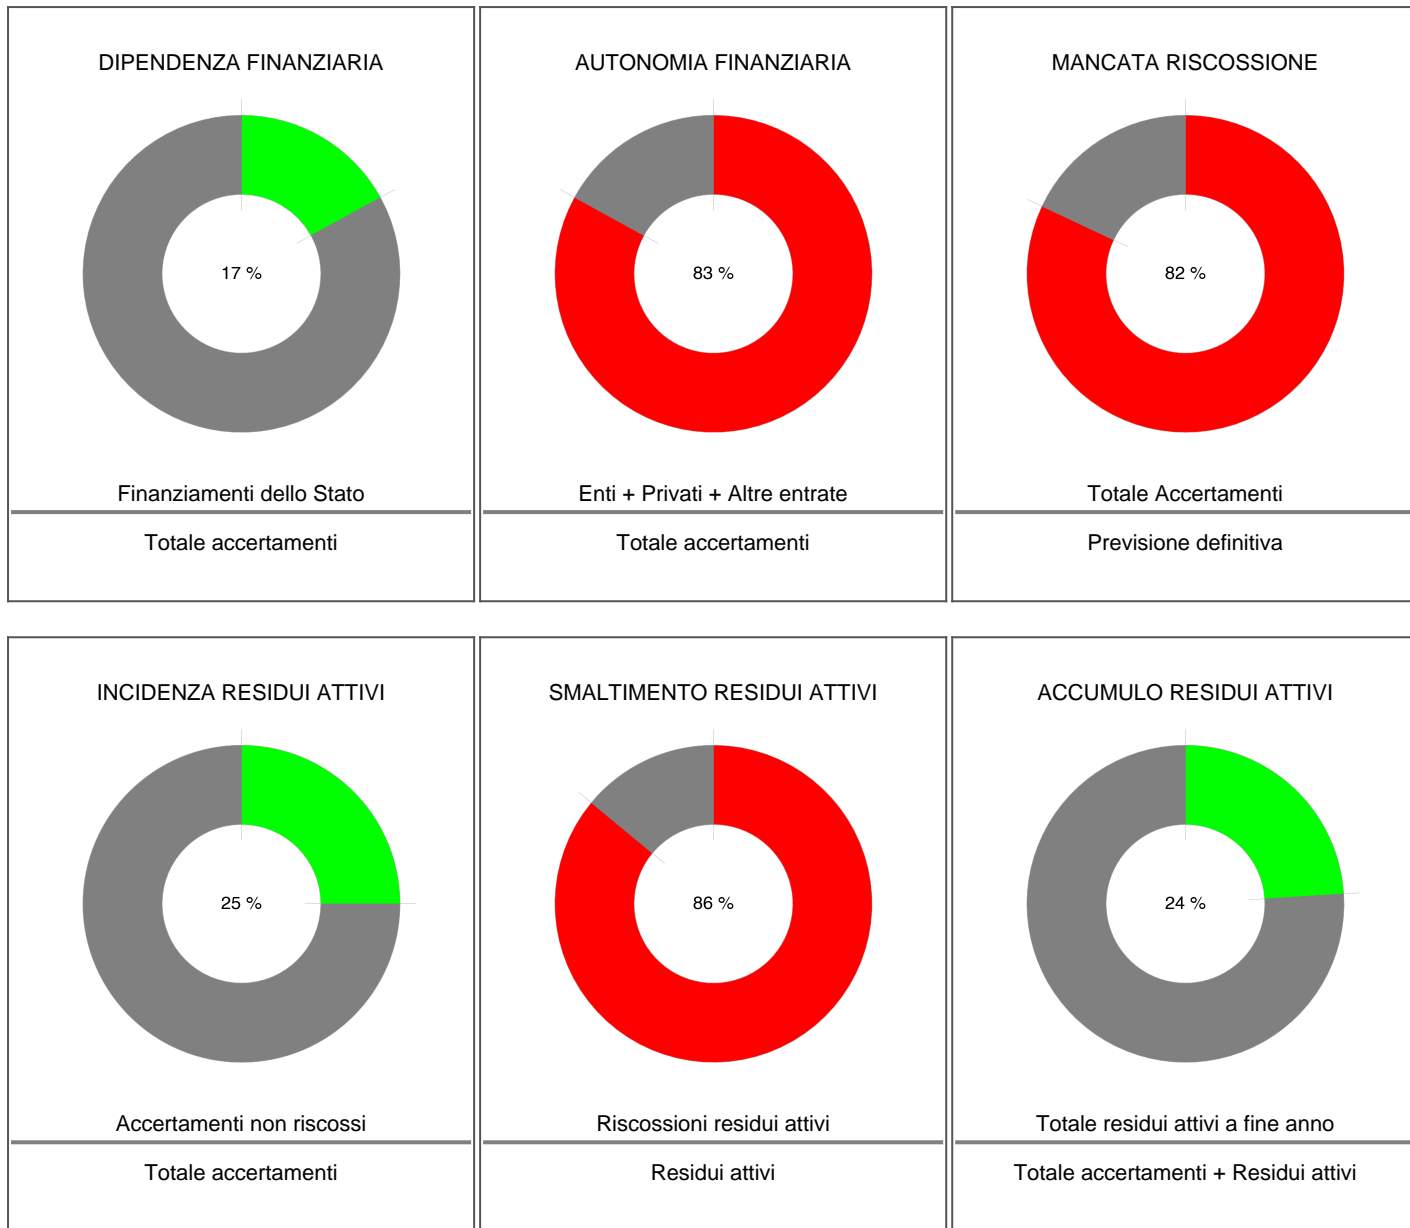 DIPENDENZA FINANZIARIA
17 %
Finanziamenti dello Stato
Totale accertamenti
AUTONOMIA FINANZIARIA
83 %
Enti + Privati + Altre entrate
Totale accertamenti
MANCATA RISCOSSIONE
82 %
Totale Accertamenti
Previsione definitiva
INCIDENZA RESIDUI ATTIVI
25 %
Accertamenti non riscossi
Totale accertamenti
SMALTIMENTO RESIDUI ATTIVI
86 %
Riscossioni residui attivi
Residui attivi
ACCUMULO RESIDUI ATTIVI
24 %
Totale residui attivi a fine anno
Totale accertamenti + Residui attivi